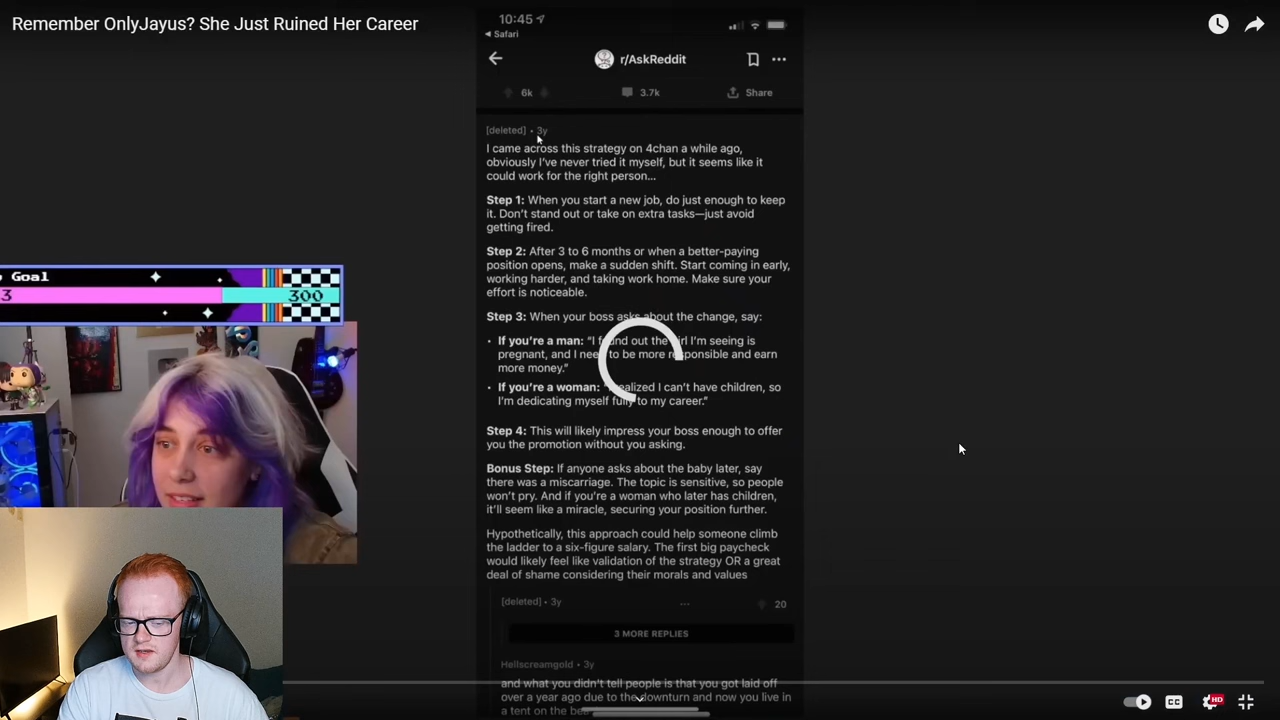 Remember OnlyJayus? She Just Ruined Her Career
10:45
Safari
r/AskReddit
6k
3.7k
Share
[deleted] • 3y
I came across this strategy on 4chan a while ago,
obviously I've never tried it myself, but it seems like it
could work for the right person...
Step 1: When you start a new job, do just enough to keep
it. Don't stand out or take on extra tasks—just avoid
getting fired.
Step 2: After 3 to 6 months or when a better-paying
position opens, make a sudden shift. Start coming in early,
working harder, and taking work home. Make sure your
effort is noticeable.
Step 3: When your boss asks about the change, say:
• If you're a man: "I found out the girl I'm seeing is
pregnant, and I need to be more responsible and earn
more money."
• If you're a woman: realized I can't have children, so
I'm dedicating myself fully to my career."
Step 4: This will likely impress your boss enough to offer
you the promotion without you asking.
Bonus Step: If anyone asks about the baby later, say
there was a miscarriage. The topic is sensitive, so people
won't pry. And if you're a woman who later has children,
it'll seem like a miracle, securing your position further.
Hypothetically, this approach could help someone climb
the ladder to a six-figure salary. The first big paycheck
would likely feel like validation of the strategy OR a great
deal of shame considering their morals and values
[deleted] • 3y
20
3 MORE REPLIES
Hellscreamgold • 3y
and what you didn't tell people is that you got laid off
over a year ago due to the downturn and now you live in
a tent on the
Goal
3
300
CC
HD